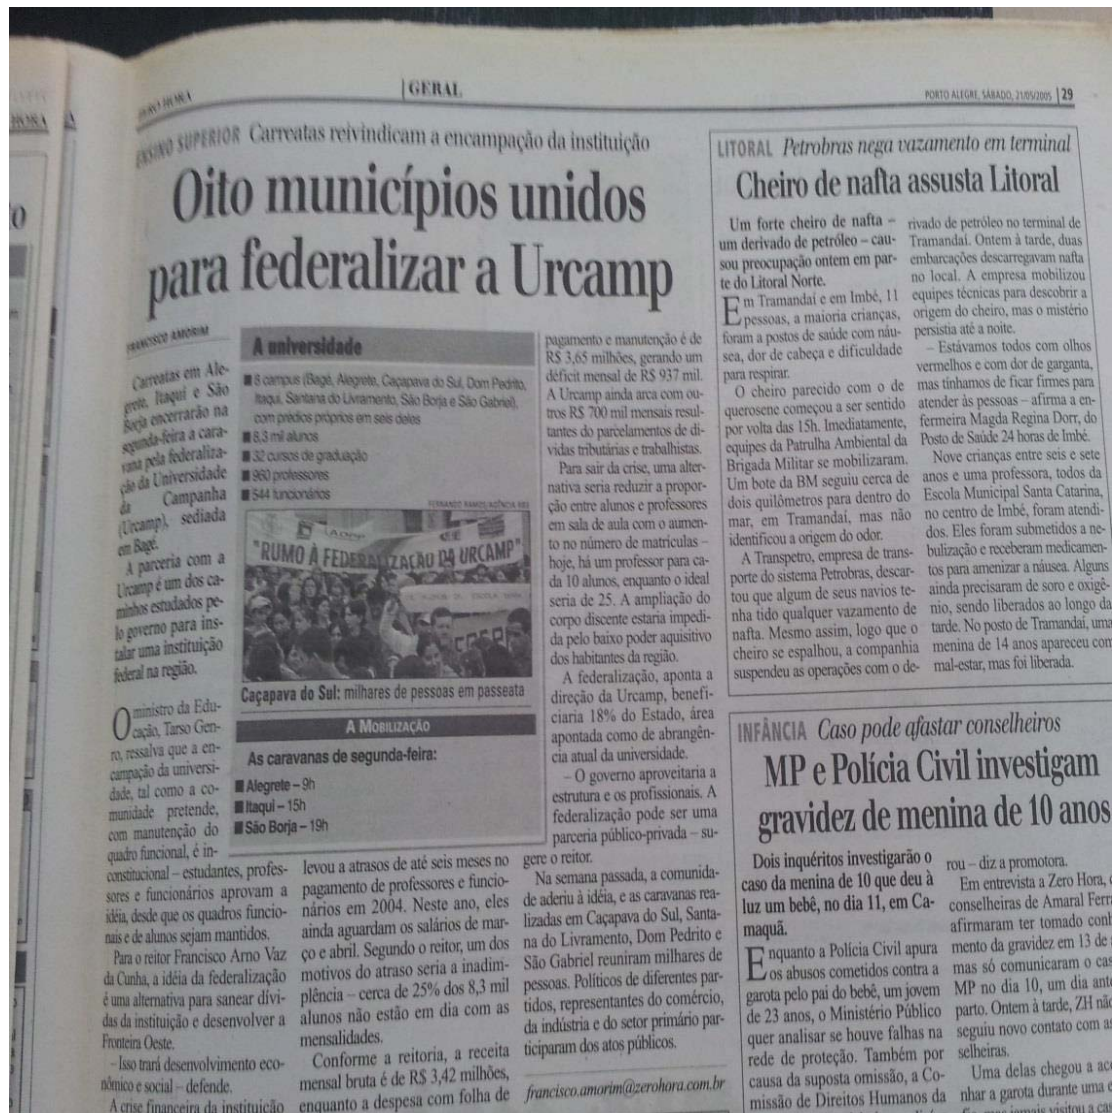 ZERO HORA
GERAL
PORTO ALEGRE, SÁBADO, 21/05/2005 | 29
ENSINO SUPERIOR Carreatas reivindicam a encampação da instituição
Oito municípios unidos
para federalizar a Urcamp
FRANCISCO AMORIM
Carreatas em Ale-
grete, Itaqui e São
Borja encerrarão na
segunda-feira a cara-
vana pela federaliza-
ção da Universidade
da Campanha
(Urcamp), sediada
em Bagé.
A parceria com a
Urcamp é um dos ca-
minhos estudados pe-
lo governo para ins-
talar uma instituição
federal na região.
O ministro da Edu-
cação, Tarso Gen-
ro, ressalva que a en-
campação da universi-
dade, tal como a co-
munidade pretende,
com manutenção do
quadro funcional, é in-
constitucional – estudantes, profes-
sores e funcionários aprovam a
idéia, desde que os quadros funcio-
nais e de alunos sejam mantidos.
Para o reitor Francisco Arno Vaz
da Cunha, a idéia da federalização
é uma alternativa para sanear dívi-
das da instituição e desenvolver a
Fronteira Oeste.
– Isso trará desenvolvimento eco-
nômico e social – defende.
A crise financeira da instituição
A universidade
■ 8 campus (Bagé, Alegrete, Caçapava do Sul, Dom Pedrito,
Itaqui, Santana do Livramento, São Borja e São Gabriel),
com prédios próprios em seis deles
■ 8,3 mil alunos
■ 32 cursos de graduação
■ 960 professores
■ 544 funcionários
FERNANDO RAMOS/AGÊNCIA RBS
"RUMO À FEDERALIZAÇÃO DA URCAMP"
Caçapava do Sul: milhares de pessoas em passeata
A MOBILIZAÇÃO
As caravanas de segunda-feira:
■ Alegrete – 9h
■ Itaqui – 15h
■ São Borja – 19h
levou a atrasos de até seis meses no
pagamento de professores e funcio-
nários em 2004. Neste ano, eles
ainda aguardam os salários de mar-
ço e abril. Segundo o reitor, um dos
motivos do atraso seria a inadim-
plência – cerca de 25% dos 8,3 mil
alunos não estão em dia com as
mensalidades.
Conforme a reitoria, a receita
mensal bruta é de R$ 3,42 milhões,
enquanto a despesa com folha de
pagamento e manutenção é de
R$ 3,65 milhões, gerando um
déficit mensal de R$ 937 mil.
A Urcamp ainda arca com ou-
tros R$ 700 mil mensais resul-
tantes do parcelamentos de dí-
vidas tributárias e trabalhistas.
Para sair da crise, uma alter-
nativa seria reduzir a propor-
ção entre alunos e professores
em sala de aula com o aumen-
to no número de matrículas –
hoje, há um professor para ca-
da 10 alunos, enquanto o ideal
seria de 25. A ampliação do
corpo discente estaria impedi-
da pelo baixo poder aquisitivo
dos habitantes da região.
A federalização, aponta a
direção da Urcamp, benefi-
ciaria 18% do Estado, área
apontada como de abrangên-
cia atual da universidade.
– O governo aproveitaria a
estrutura e os profissionais. A
federalização pode ser uma
parceria público-privada – su-
gere o reitor.
Na semana passada, a comunida-
de aderiu à idéia, e as caravanas rea-
lizadas em Caçapava do Sul, Santa-
na do Livramento, Dom Pedrito e
São Gabriel reuniram milhares de
pessoas. Políticos de diferentes par-
tidos, representantes do comércio,
da indústria e do setor primário par-
ticiparam dos atos públicos.
francisco.amorim@zerohora.com.br
LITORAL Petrobras nega vazamento em terminal
Cheiro de nafta assusta Litoral
Um forte cheiro de nafta –
um derivado de petróleo – cau-
sou preocupação ontem em par-
te do Litoral Norte.
Em Tramandaí e em Imbé, 11
pessoas, a maioria crianças,
foram a postos de saúde com náu-
sea, dor de cabeça e dificuldade
para respirar.
O cheiro parecido com o de
querosene começou a ser sentido
por volta das 15h. Imediatamente,
equipes da Patrulha Ambiental da
Brigada Militar se mobilizaram.
Um bote da BM seguiu cerca de
dois quilômetros para dentro do
mar, em Tramandaí, mas não
identificou a origem do odor.
A Transpetro, empresa de trans-
porte do sistema Petrobras, descar-
tou que algum de seus navios te-
nha tido qualquer vazamento de
nafta. Mesmo assim, logo que o
cheiro se espalhou, a companhia
suspendeu as operações com o de-
rivado de petróleo no terminal de
Tramandaí. Ontem à tarde, duas
embarcações descarregavam nafta
no local. A empresa mobilizou
equipes técnicas para descobrir a
origem do cheiro, mas o mistério
persistia até a noite.
– Estávamos todos com olhos
vermelhos e com dor de garganta,
mas tínhamos de ficar firmes para
atender às pessoas – afirma a en-
fermeira Magda Regina Dorr, do
Posto de Saúde 24 horas de Imbé.
Nove crianças entre seis e sete
anos e uma professora, todos da
Escola Municipal Santa Catarina,
no centro de Imbé, foram atendi-
dos. Eles foram submetidos a ne-
bulização e receberam medicamen-
tos para amenizar a náusea. Alguns
ainda precisaram de soro e oxigê-
nio, sendo liberados ao longo da
tarde. No posto de Tramandaí, uma
menina de 14 anos apareceu com
mal-estar, mas foi liberada.
INFÂNCIA Caso pode afastar conselheiros
MP e Polícia Civil investigam
gravidez de menina de 10 anos
Dois inquéritos investigarão o
caso da menina de 10 que deu à
luz um bebê, no dia 11, em Ca-
maquã.
Enquanto a Polícia Civil apura
os abusos cometidos contra a
garota pelo pai do bebê, um jovem
de 23 anos, o Ministério Público
quer analisar se houve falhas na
rede de proteção. Também por
causa da suposta omissão, a Co-
missão de Direitos Humanos da
rou – diz a promotora.
Em entrevista a Zero Hora,
conselheiras de Amaral Ferra
afirmaram ter tomado conh
mento da gravidez em 13 de a
mas só comunicaram o cas
MP no dia 10, um dia ante
parto. Ontem à tarde, ZH não
seguiu novo contato com as
selheiras.
Uma delas chegou a aco
nhar a garota durante uma